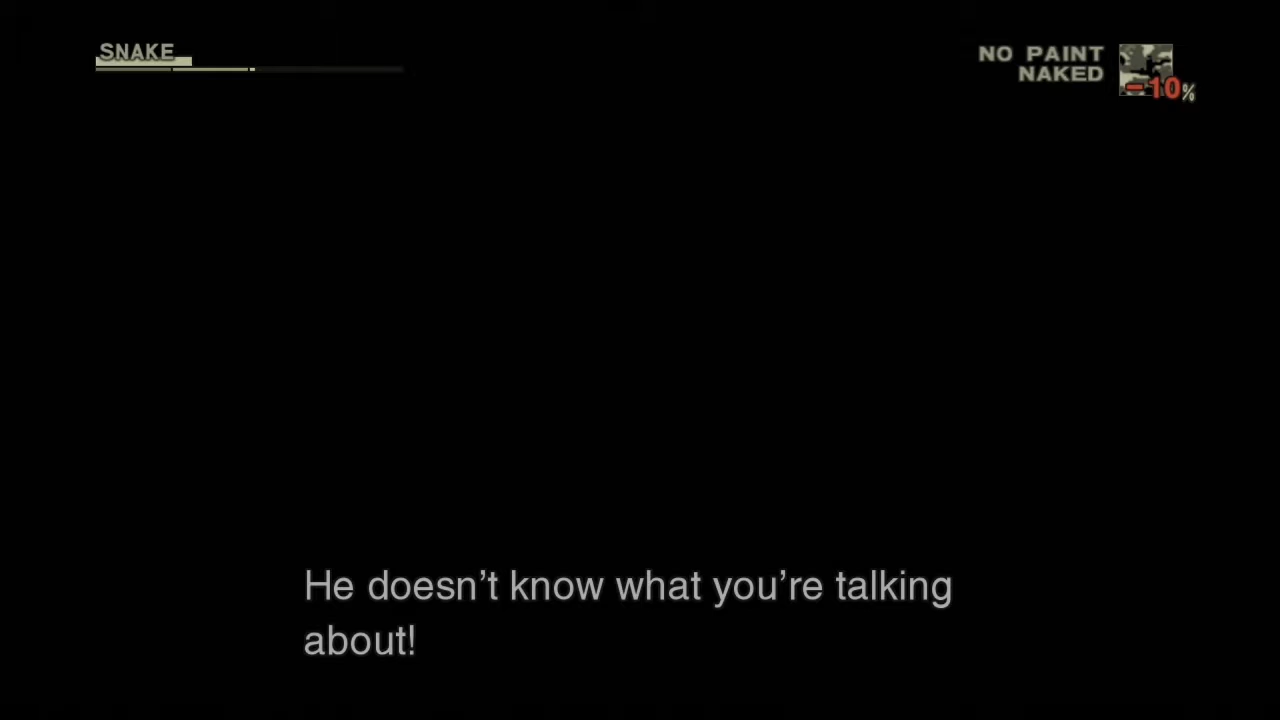 SNAKE
NO PAINT
NAKED
-10%
He doesn't know what you're talking
about!